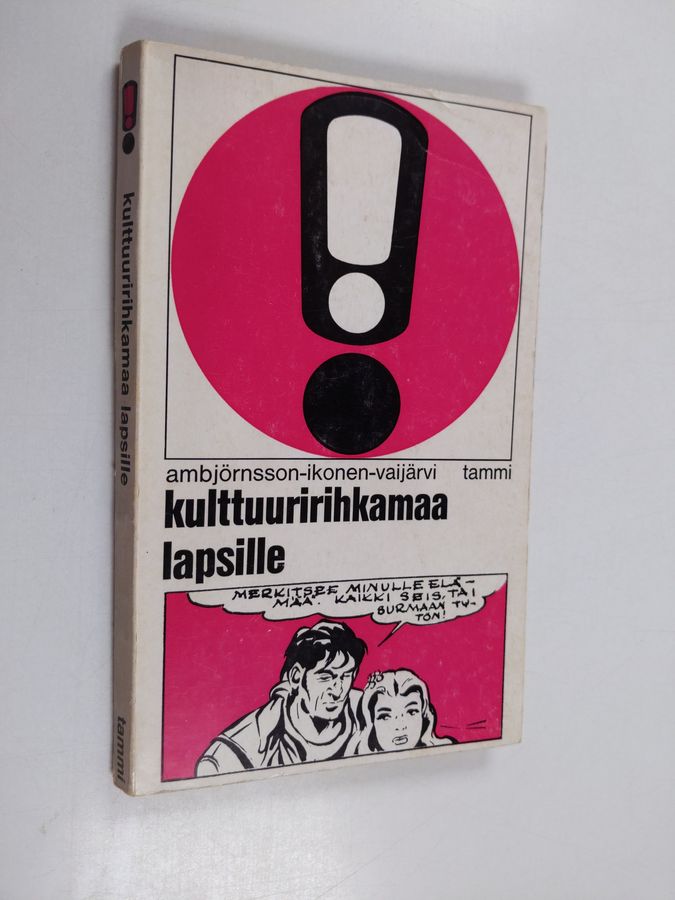 kulttuuririhkamaa lapsille
tammi
ambjörnsson-ikonen-vaijärvi tammi
kulttuuririhkamaa
lapsille
MERKITSEE MINULLE ELÄ-
MÄÄ. KAIKKI SEIS, TAI
SURMAAN TY-
TÖN!